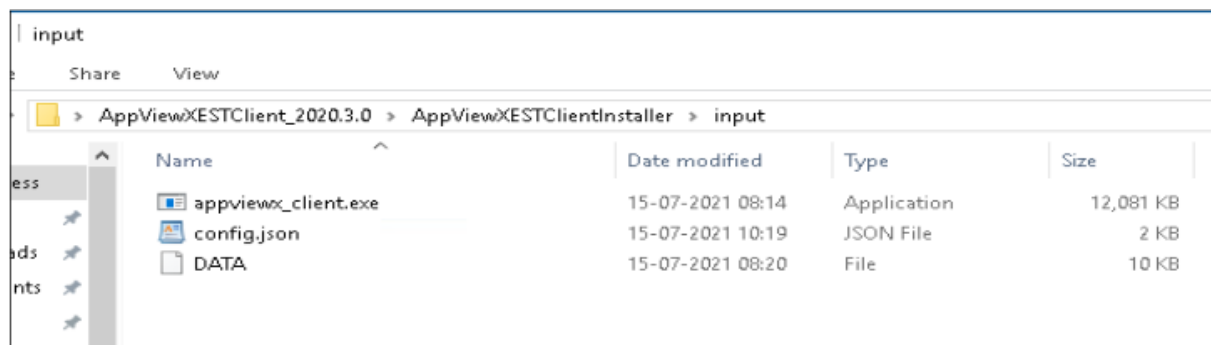 input
Share View
AppViewXESTClient_2020.3.0 > AppViewXESTClientInstaller > input
Name Date modified Type Size
ess
appviewx_client.exe 15-07-2021 08:14 Application 12,081 KB
config.json 15-07-2021 10:19 JSON File 2 KB
ads
DATA 15-07-2021 08:20 File 10 KB
nts